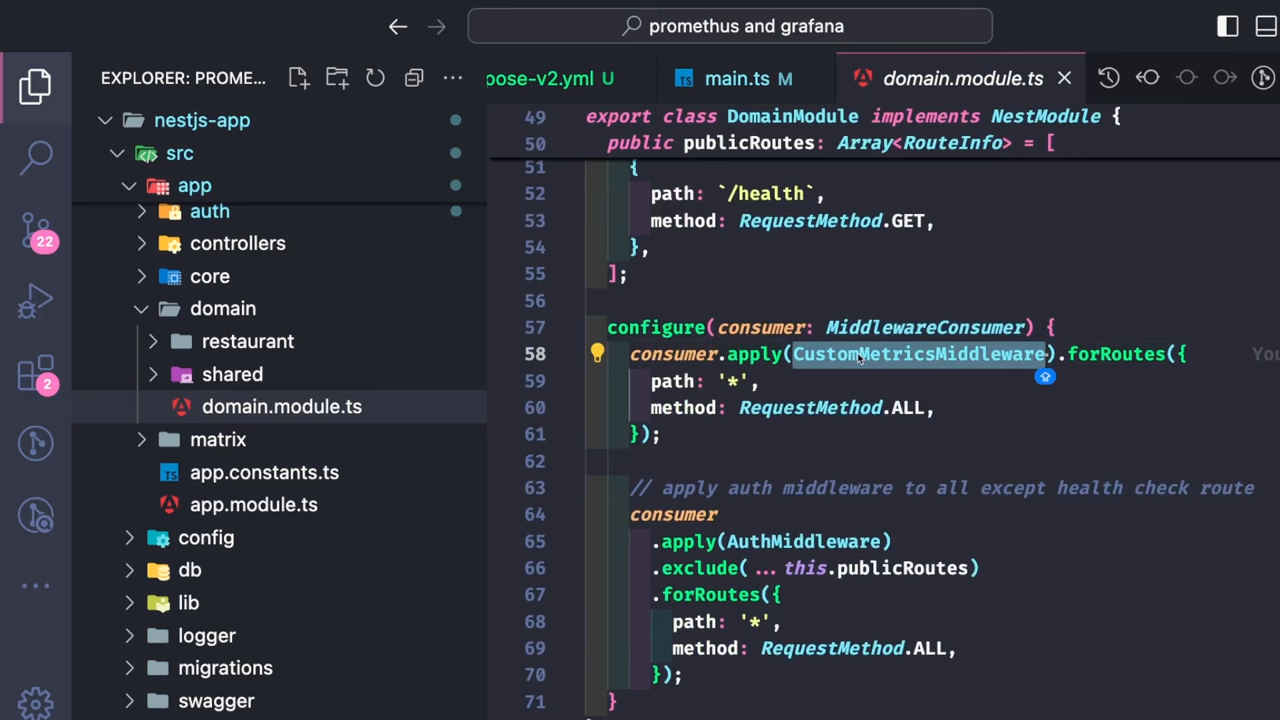 promethus and grafana
EXPLORER: PROME...
nestjs-app
src
app
auth
controllers
core
domain
restaurant
shared
domain.module.ts
matrix
TS app.constants.ts
app.module.ts
config
db
lib
logger
migrations
swagger
22
2
pose-v2.yml U
TS main.ts M
domain.module.ts
49 export class DomainModule implements NestModule {
50 public publicRoutes: Array<RouteInfo> = [
51 {
52 path: `/health`,
53 method: RequestMethod.GET,
54 },
55 ];
56
57 configure(consumer: MiddlewareConsumer) {
58 consumer.apply(CustomMetricsMiddleware).forRoutes({ You
59 path: '*',
60 method: RequestMethod.ALL,
61 });
62
63 // apply auth middleware to all except health check route
64 consumer
65 .apply(AuthMiddleware)
66 .exclude(...this.publicRoutes)
67 .forRoutes({
68 path: '*',
69 method: RequestMethod.ALL,
70 });
71 }